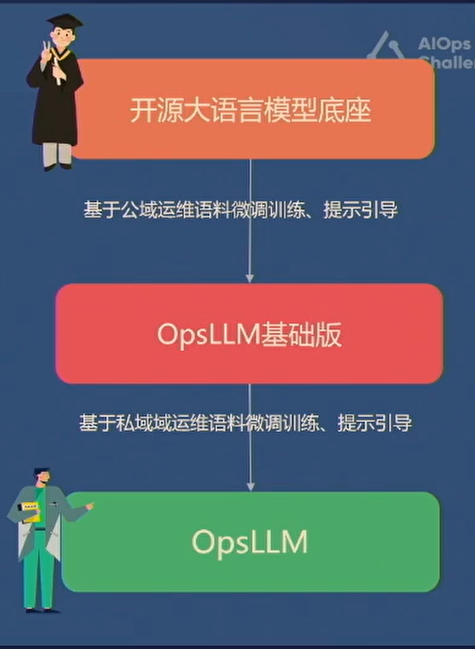 AIOps
Challen
开源大语言模型底座
基于公域运维语料微调训练、提示引导
OpsLLM基础版
基于私域域运维语料微调训练、提示引导
OpsLLM